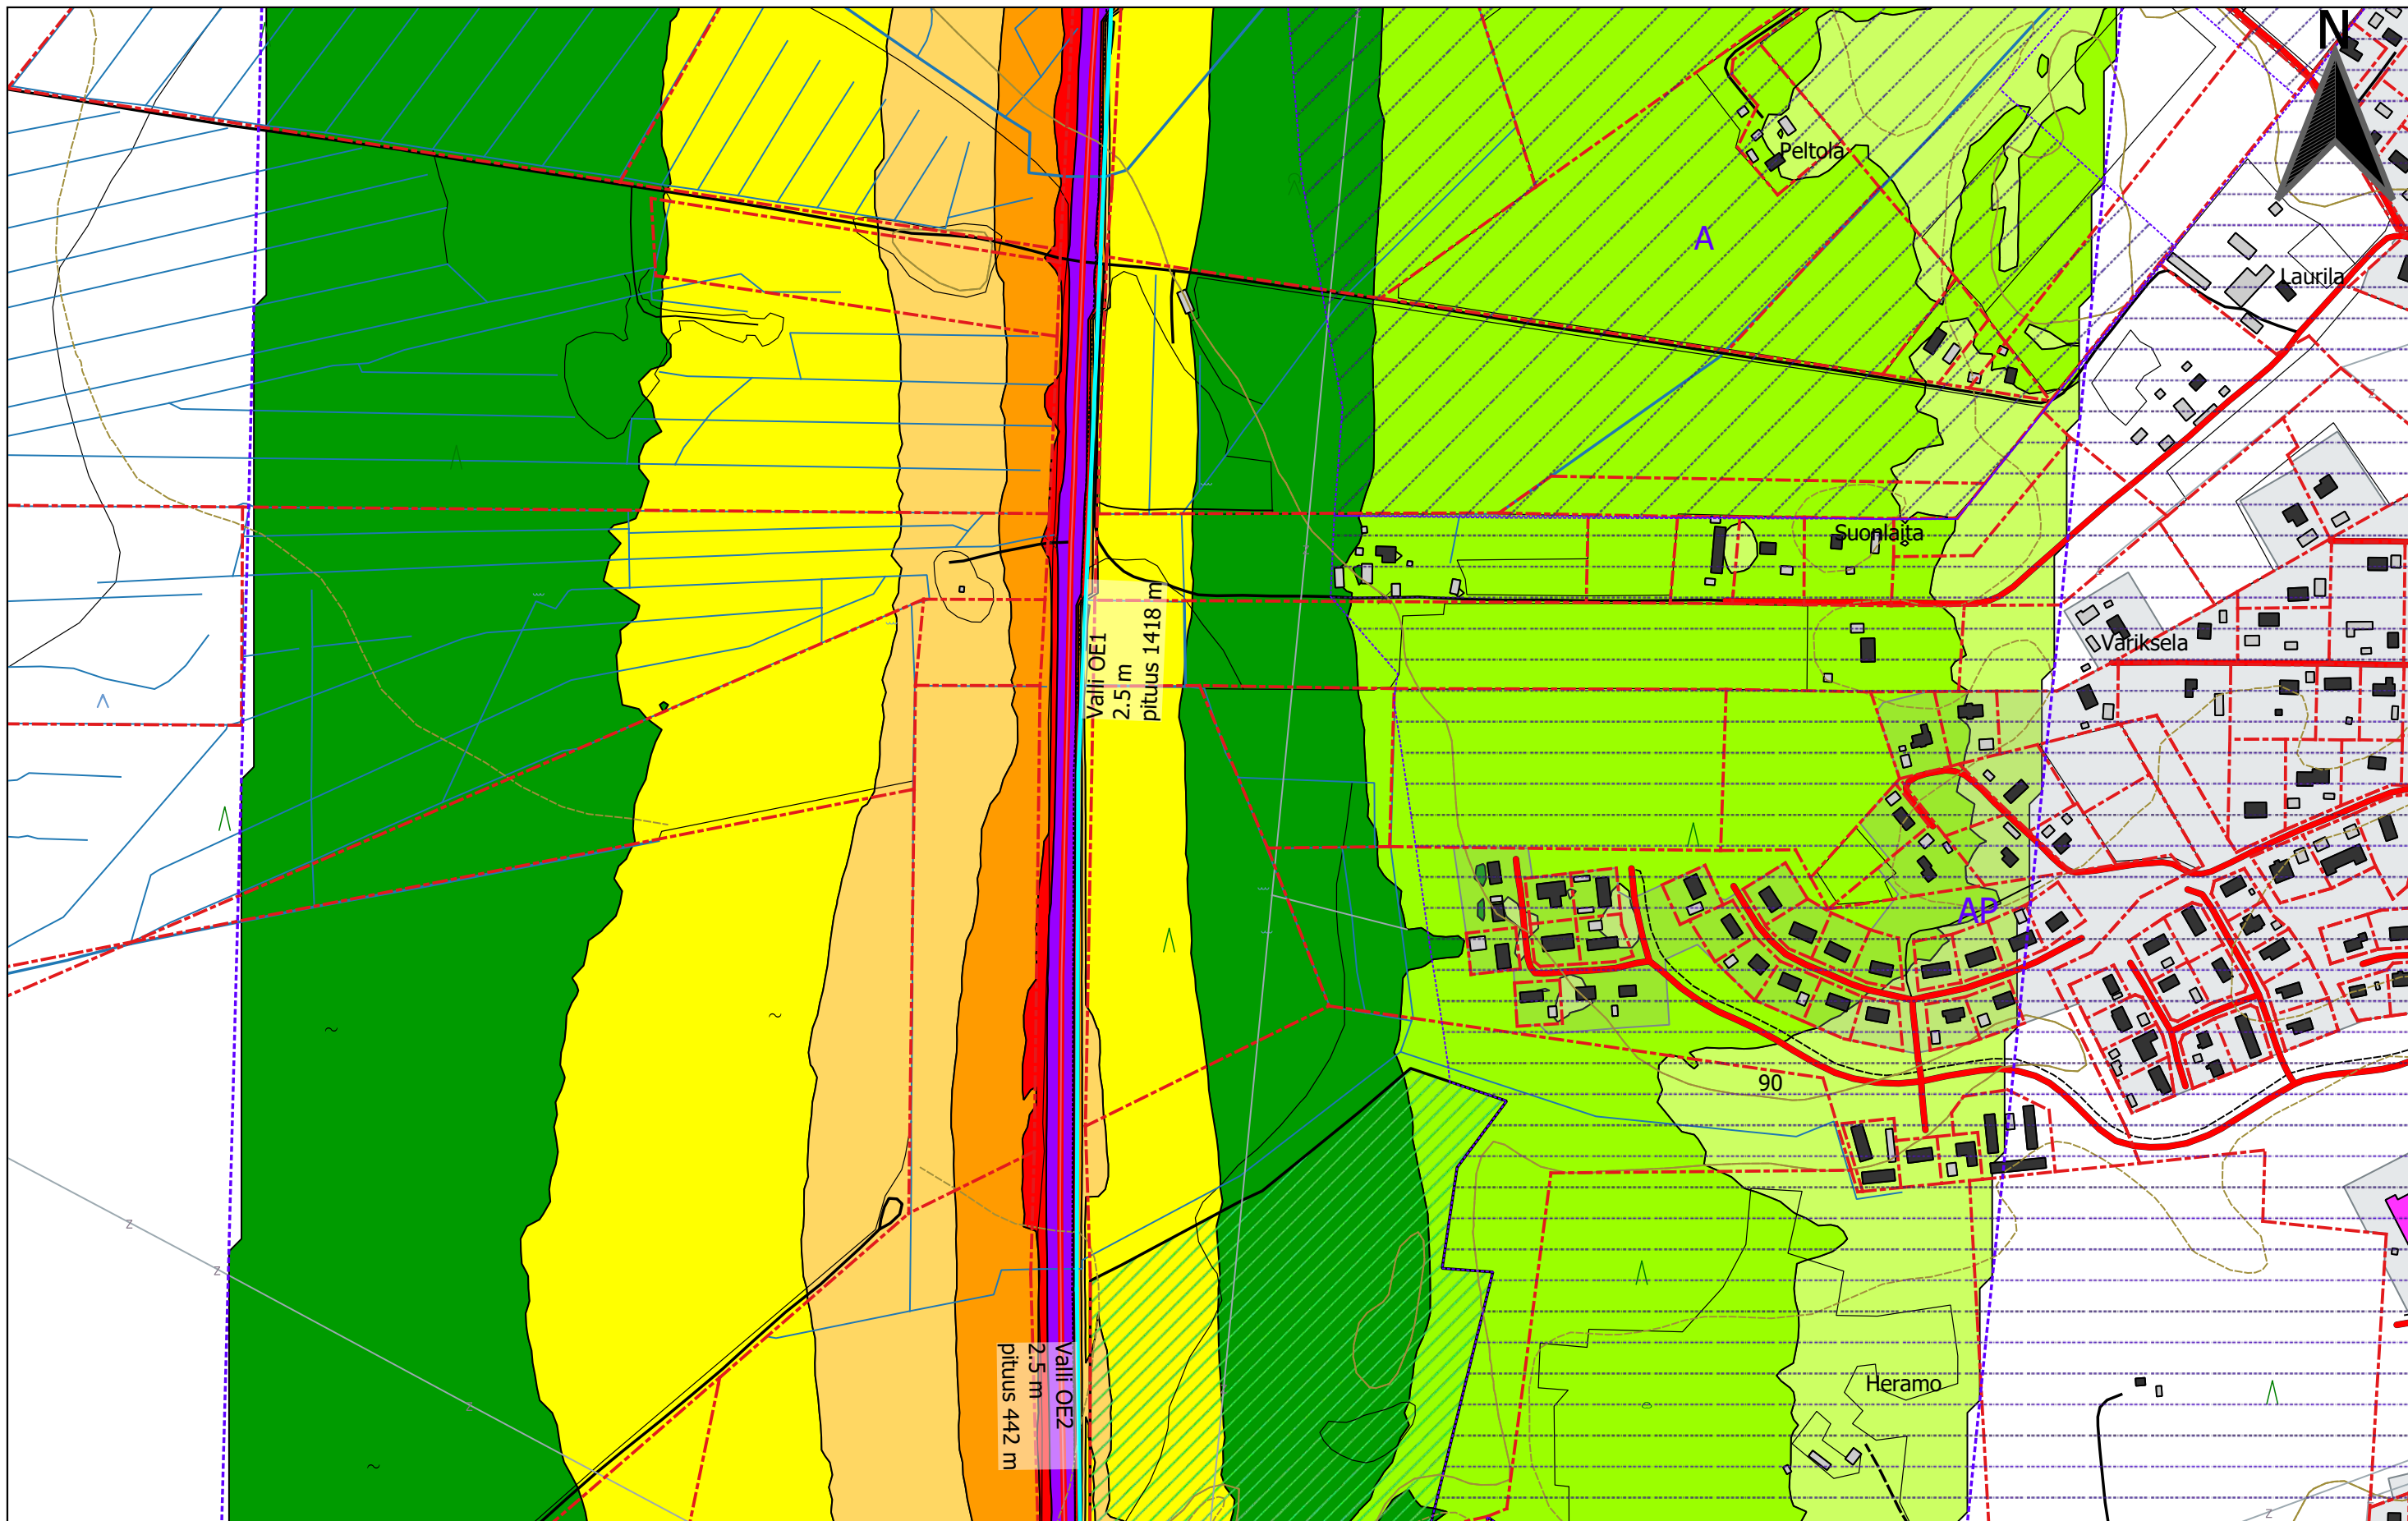 N
Peltola
A
Laurila
Suonlaita
Variksela
Valli OE1
2.5 m
pituus 1418 m
AP
90
Valli OE2
2.5 m
pituus 442 m
Heramo
z
z
z
z
z
z